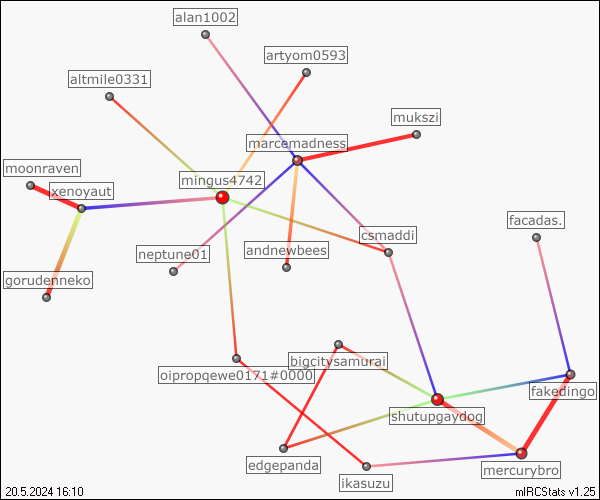 alan1002
artyom0593
altmile0331
mukszi
marcemadness
moonraven
mingus4742
xenoyaut
facadas.
csmaddi
neptune01
andnewbees
gorudenneko
bigcitysamurai
oipropqewe0171#0000
fakedingo
shutupgaydog
edgepanda
mercurybro
ikasuzu
20.5.2024 16:10
mIRCStats v1.25